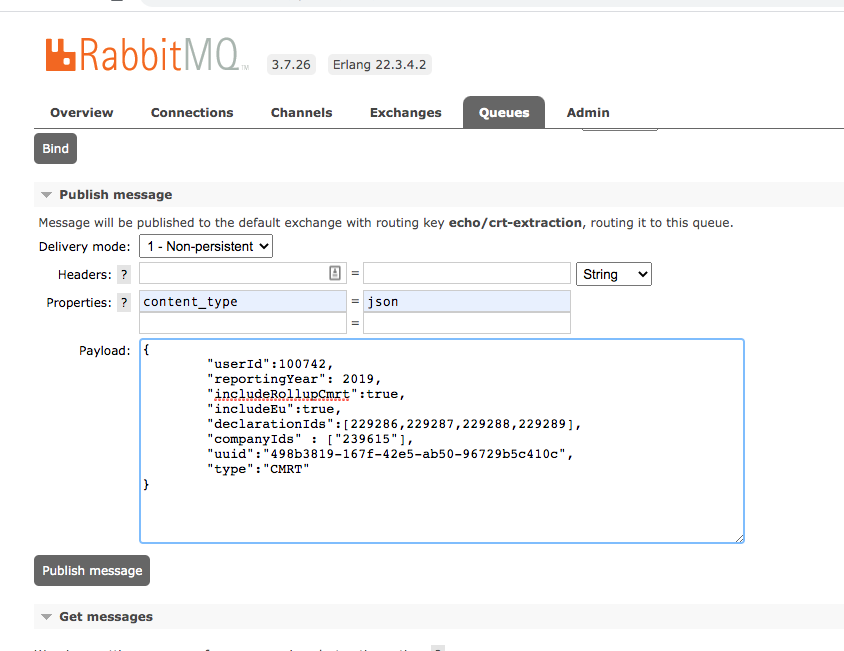 RabbitMQ TM 3.7.26 Erlang 22.3.4.2
Overview Connections Channels Exchanges Queues Admin
Bind
Publish message
Message will be published to the default exchange with routing key echo/crt-extraction, routing it to this queue.
Delivery mode: 1 - Non-persistent
Headers: ? = String
Properties: ? content_type = json
=
Payload: {
"userId":100742,
"reportingYear": 2019,
"includeRollupCmrt":true,
"includeEu":true,
"declarationIds":[229286,229287,229288,229289],
"companyIds" : ["239615"],
"uuid":"498b3819-167f-42e5-ab50-96729b5c410c",
"type":"CMRT"
}
Publish message
Get messages